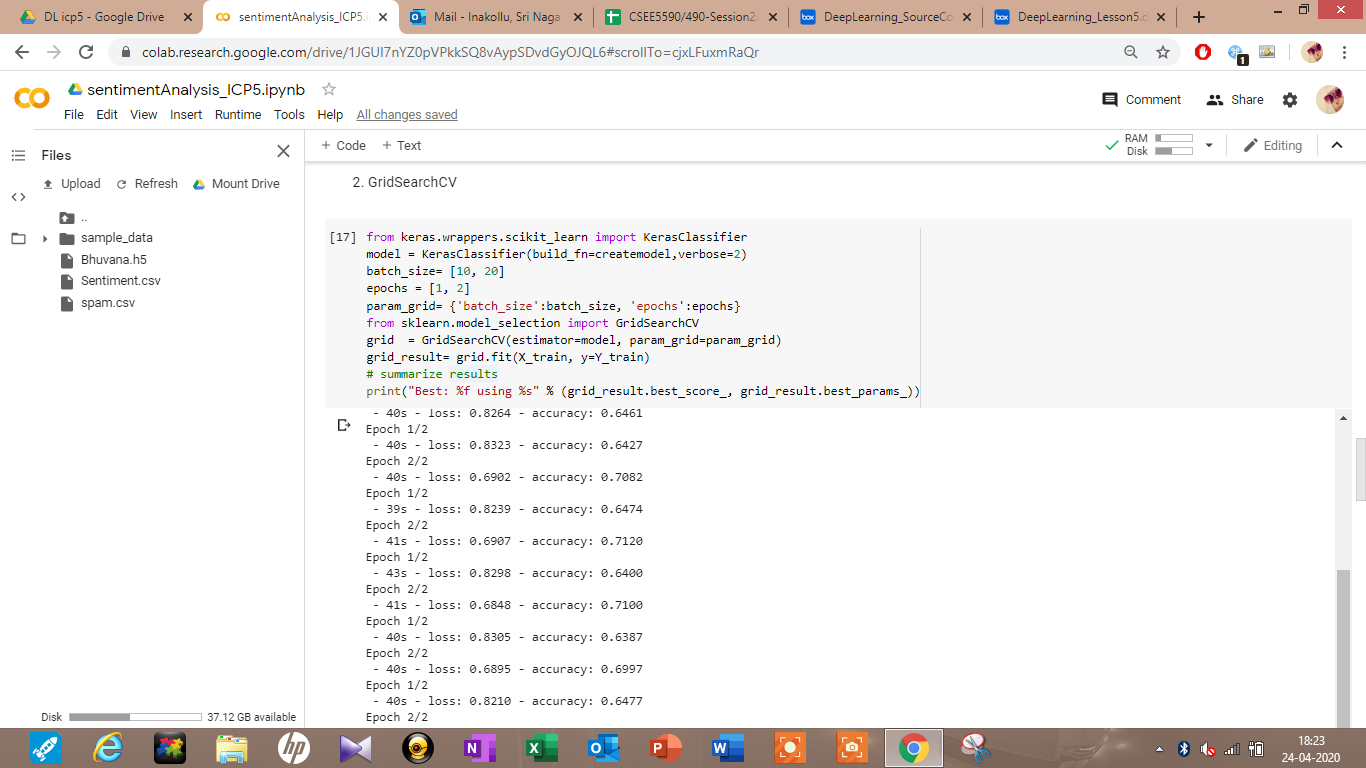 DL icp5 - Google Drive
sentimentAnalysis_ICP5.i
Mail - Inakollu, Sri Naga
CSEE5590/490-Session2
DeepLearning_SourceCo
DeepLearning_Lesson5.
colab.research.google.com/drive/1JGUI7nYZ0pVPkkSQ8vAypSDvdGyOJQL6#scrollTo=cjxLFuxmRaQr
1
sentimentAnalysis_ICP5.ipynb
File Edit View Insert Runtime Tools Help All changes saved
Comment Share
Files
+ Code + Text
RAM
Disk
Editing
Upload Refresh Mount Drive
..
sample_data
Bhuvana.h5
Sentiment.csv
spam.csv
2. GridSearchCV
[17] from keras.wrappers.scikit_learn import KerasClassifier
model = KerasClassifier(build_fn=createmodel,verbose=2)
batch_size= [10, 20]
epochs = [1, 2]
param_grid= {'batch_size':batch_size, 'epochs':epochs}
from sklearn.model_selection import GridSearchCV
grid  = GridSearchCV(estimator=model, param_grid=param_grid)
grid_result= grid.fit(X_train, y=Y_train)
# summarize results
print("Best: %f using %s" % (grid_result.best_score_, grid_result.best_params_))
- 40s - loss: 0.8264 - accuracy: 0.6461
Epoch 1/2
- 40s - loss: 0.8323 - accuracy: 0.6427
Epoch 2/2
- 40s - loss: 0.6902 - accuracy: 0.7082
Epoch 1/2
- 39s - loss: 0.8239 - accuracy: 0.6474
Epoch 2/2
- 41s - loss: 0.6907 - accuracy: 0.7120
Epoch 1/2
- 43s - loss: 0.8298 - accuracy: 0.6400
Epoch 2/2
- 41s - loss: 0.6848 - accuracy: 0.7100
Epoch 1/2
- 40s - loss: 0.8305 - accuracy: 0.6387
Epoch 2/2
- 40s - loss: 0.6895 - accuracy: 0.6997
Epoch 1/2
- 40s - loss: 0.8210 - accuracy: 0.6477
Epoch 2/2
Disk 37.12 GB available
18:23
24-04-2020